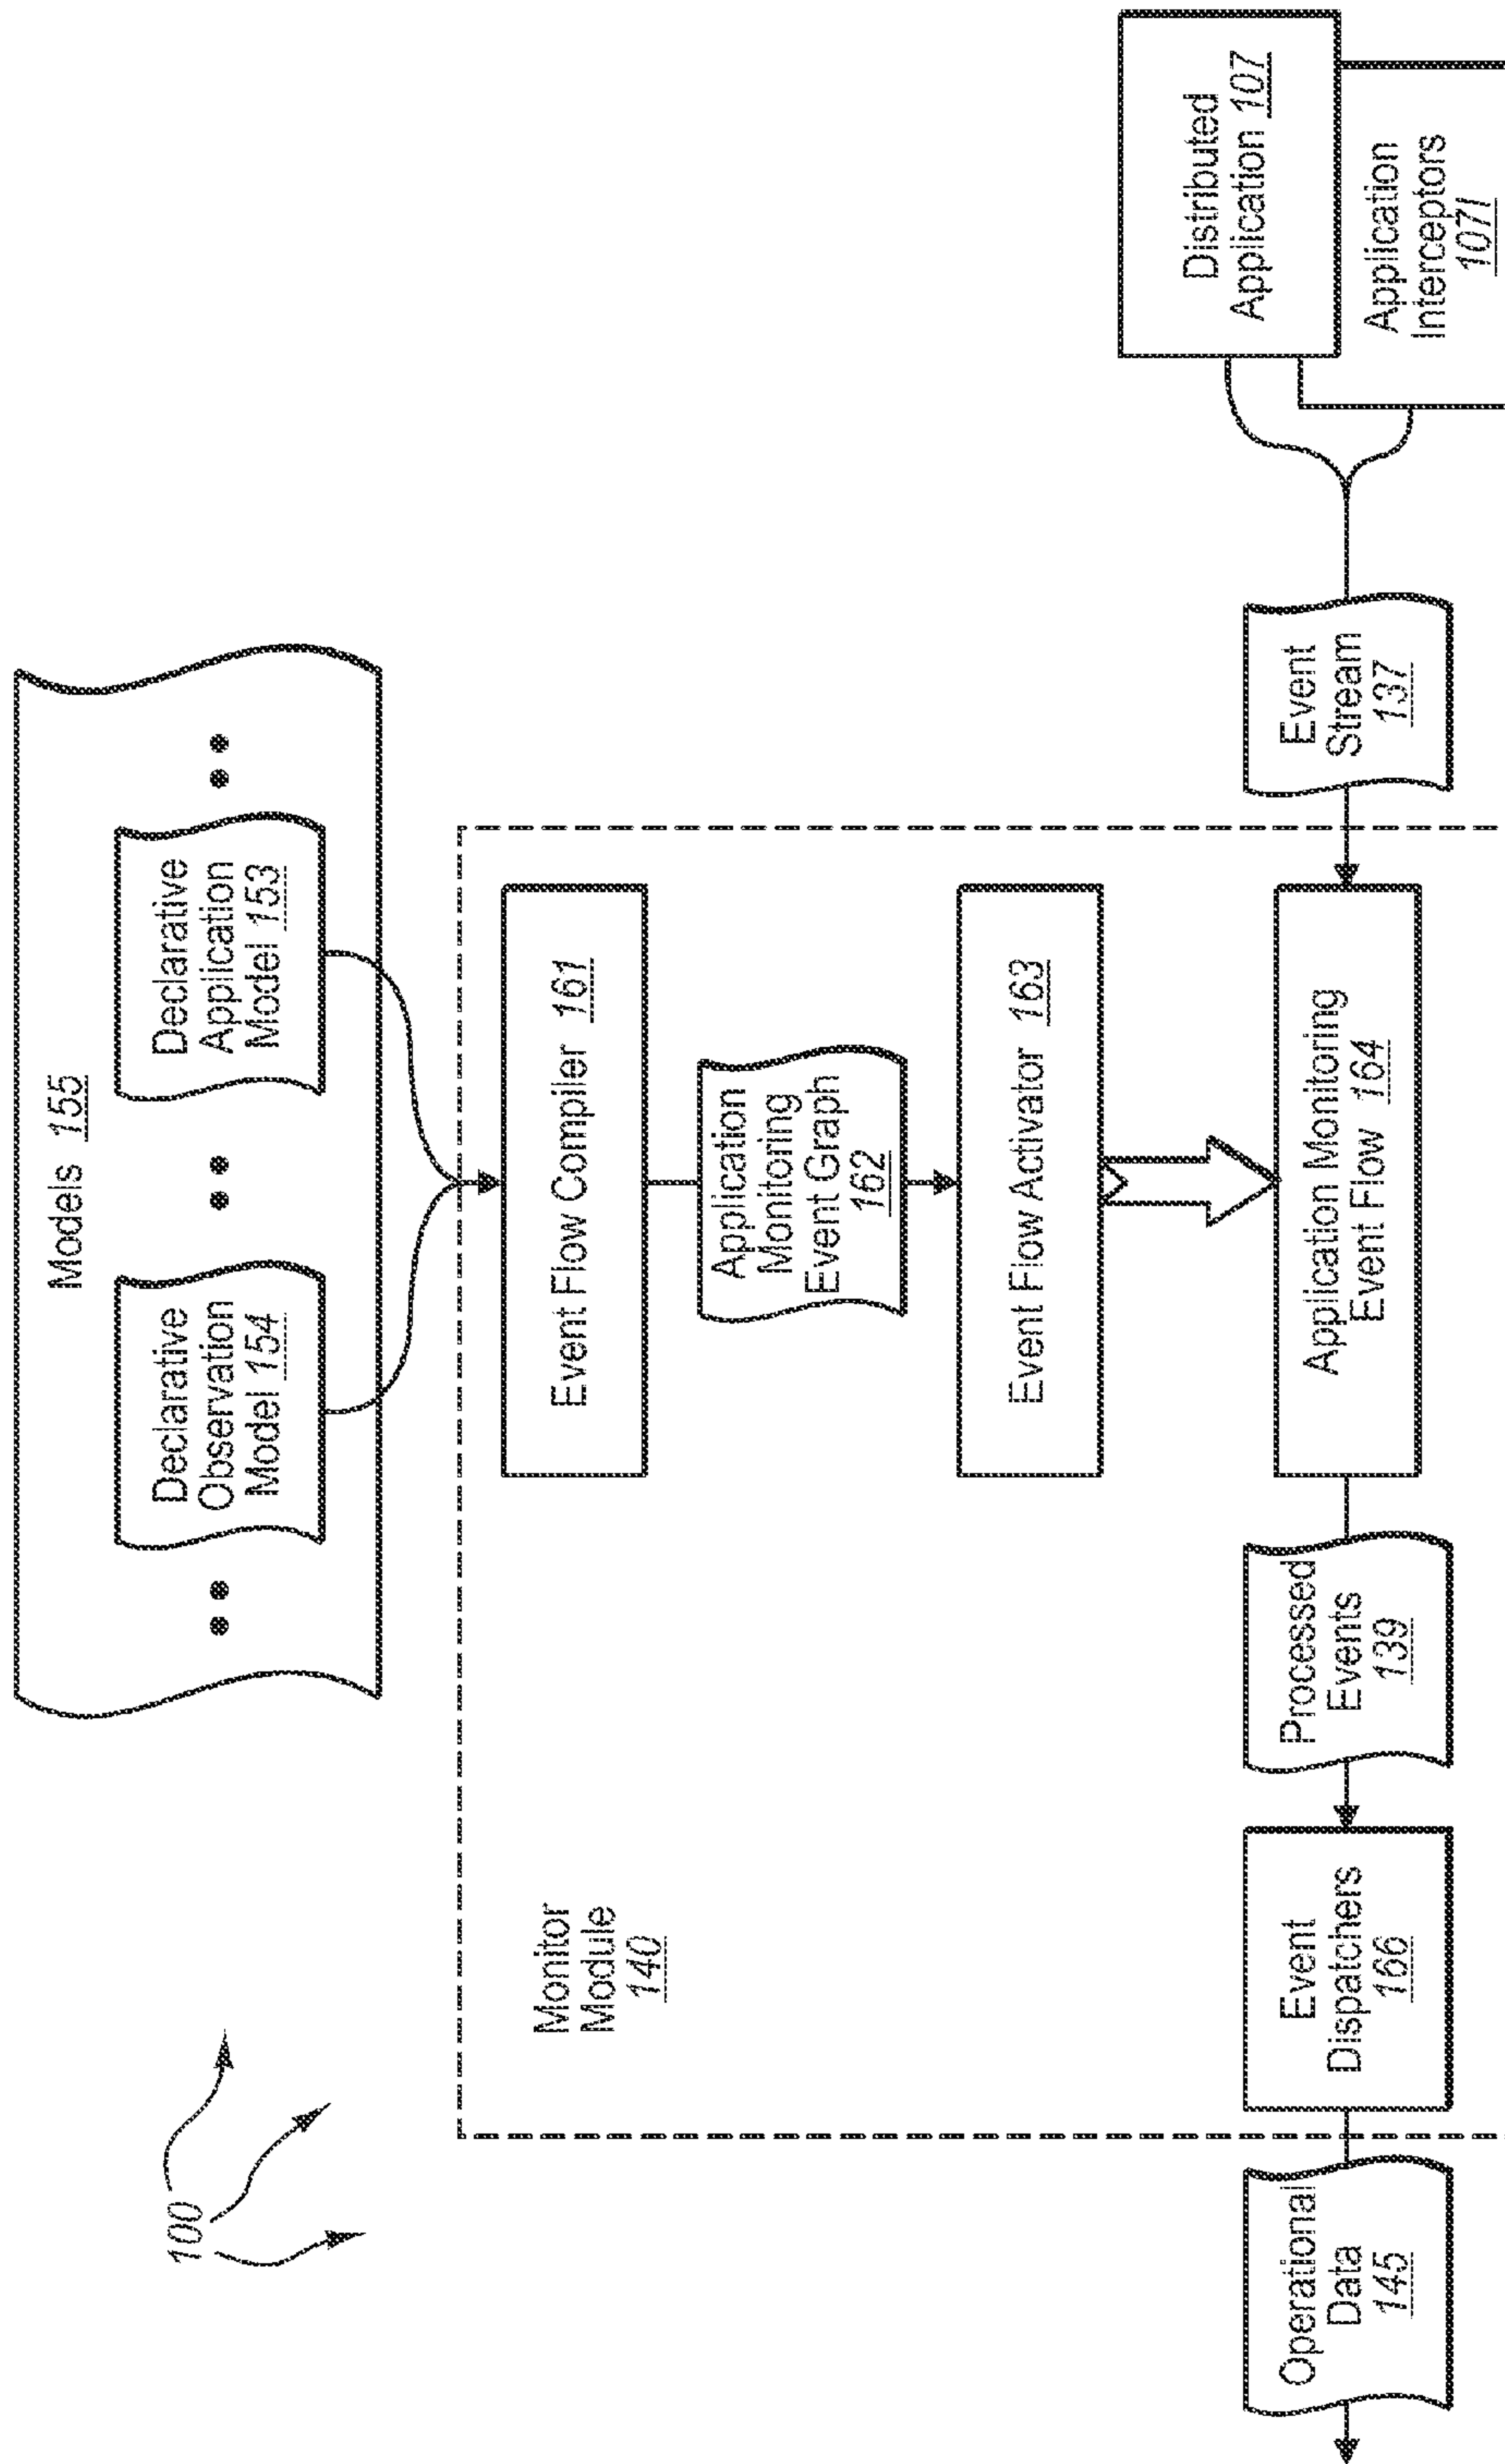 100
Models 155
Declarative
Observation
Model 154
Declarative
Application
Model 153
Monitor
Module
140
Event Flow Compiler 161
Application
Monitoring
Event Graph
162
Event Flow Activator 163
Operational
Data
145
Event
Dispatchers
166
Processed
Events
139
Application Monitoring
Event Flow 164
Event
Stream
137
Distributed
Application 107
Application
Interceptors
107I